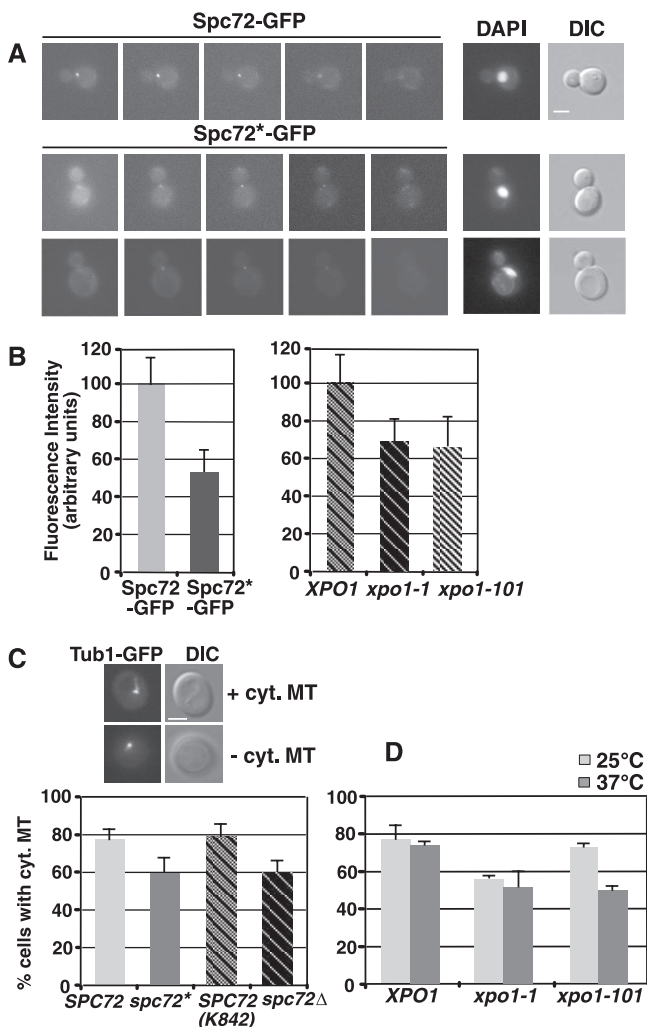 A
Spc72-GFP
DAPI
DIC
Spc72*-GFP
B
Fluorescence Intensity
(arbitrary units)
120
100
80
60
40
20
0
Spc72
-GFP
Spc72*
-GFP
120
100
80
60
40
20
0
XPO1
xpo1-1
xpo1-101
C
Tub1-GFP
DIC
+ cyt. MT
- cyt. MT
% cells with cyt. MT
100
80
60
40
20
0
SPC72
spc72*
SPC72
(K842)
spc72Δ
D
25°C
37°C
100
80
60
40
20
0
XPO1
xpo1-1
xpo1-101